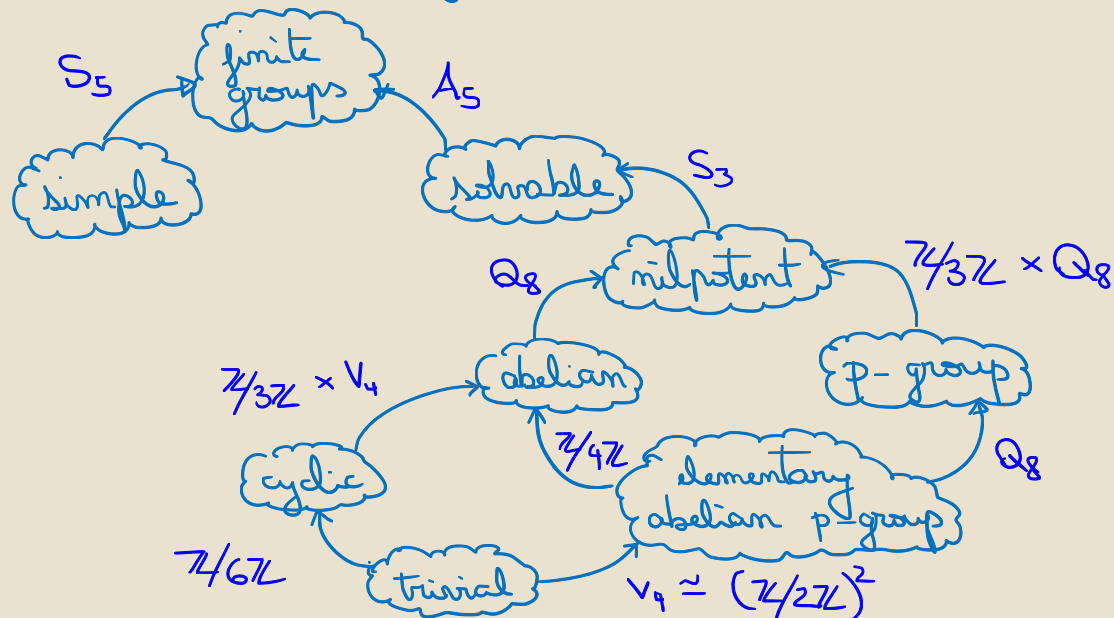 finite
groups
S₅
A₅
simple
solvable
S₃
nilpotent
Q₈
ℤ/3ℤ × Q₈
abelian
p-group
ℤ/3ℤ × V₄
ℤ/4ℤ
Q₈
cyclic
elementary
abelian p-group
ℤ/6ℤ
trivial
V₄ ≃ (ℤ/2ℤ)²